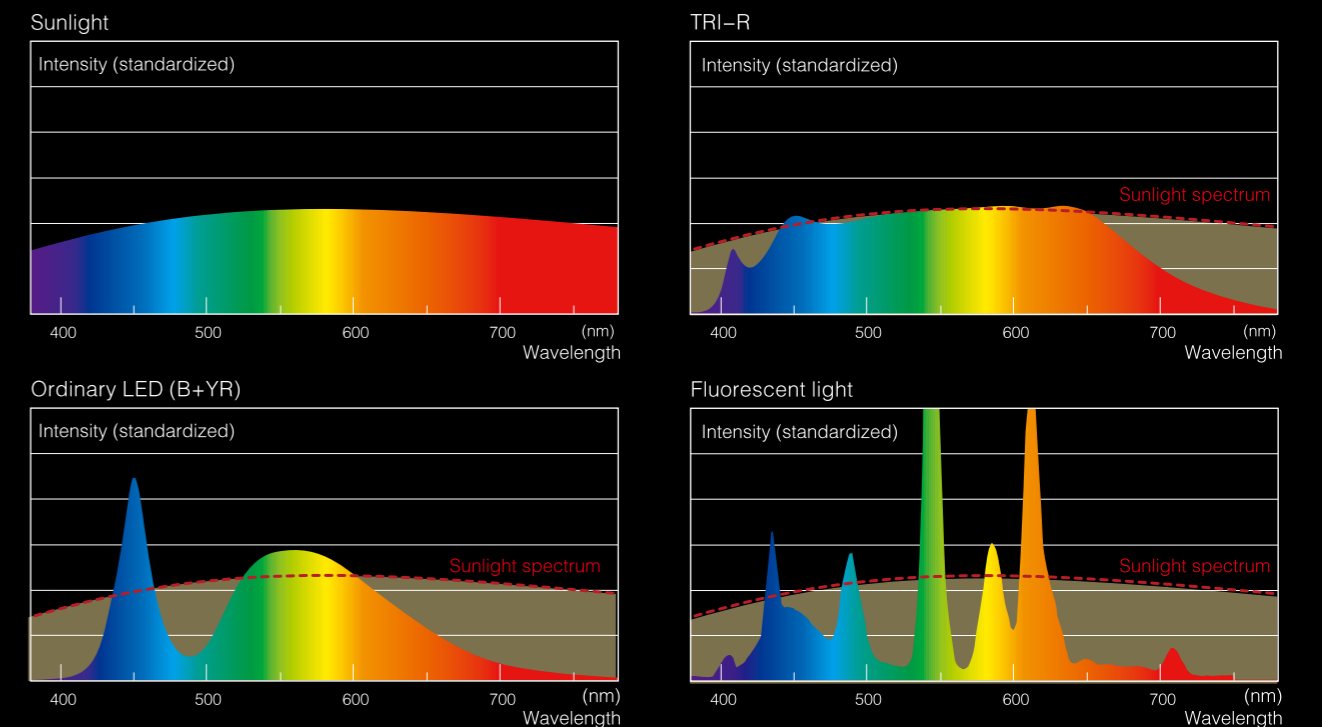 Sunlight
Intensity (standardized)
400 500 600 700 (nm)
Wavelength
TRI–R
Intensity (standardized)
Sunlight spectrum
400 500 600 700 (nm)
Wavelength
Ordinary LED (B+YR)
Intensity (standardized)
Sunlight spectrum
400 500 600 700 (nm)
Wavelength
Fluorescent light
Intensity (standardized)
Sunlight spectrum
400 500 600 700 (nm)
Wavelength